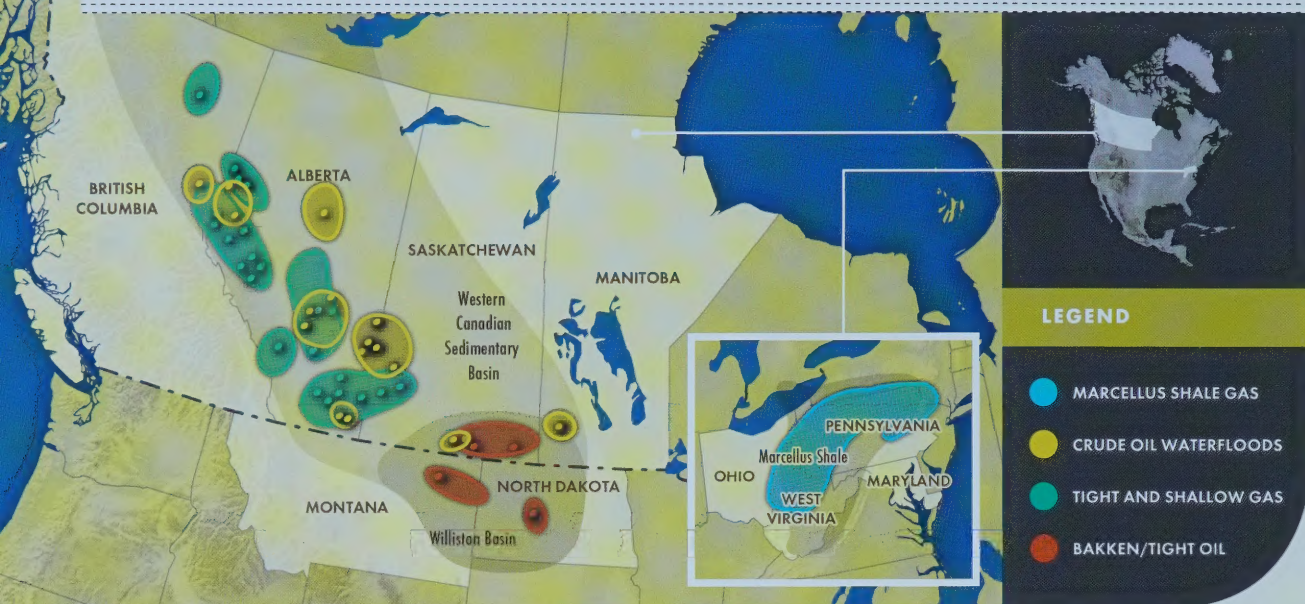 BRITISH
COLUMBIA
ALBERTA
SASKATCHEWAN
MANITOBA
Western
Canadian
Sedimentary
Basin
MONTANA
NORTH DAKOTA
Williston Basin
PENNSYLVANIA
Marcellus Shale
OHIO
MARYLAND
WEST
VIRGINIA
LEGEND
MARCELLUS SHALE GAS
CRUDE OIL WATERFLOODS
TIGHT AND SHALLOW GAS
BAKKEN/TIGHT OIL